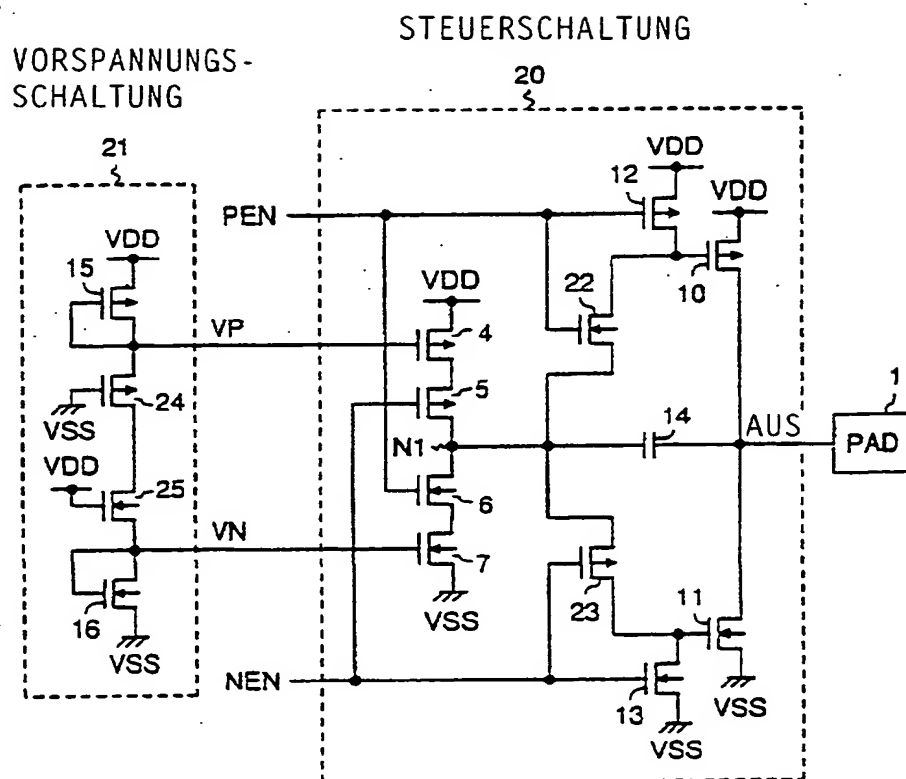 STEUERSCHALTUNG
VORSPANNUNGS-
SCHALTUNG
20
21
VDD
12
VDD
PEN
VDD
15
VDD
10
22
VP
4
24
5
1
VSS
14
AUS
PAD
N1
VDD
25
6
VN
7
11
23
16
VSS
VSS
NEN
13
VSS
VSS